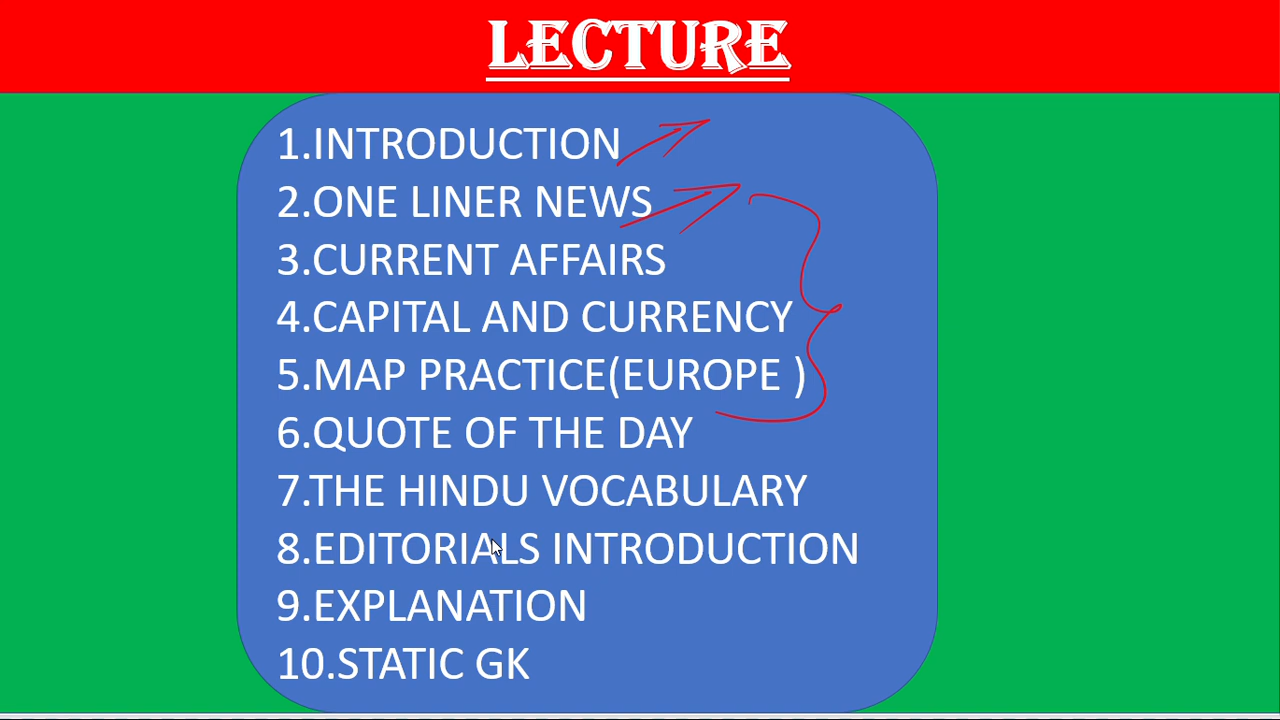 LECTURE
1.INTRODUCTION
2.ONE LINER NEWS
3.CURRENT AFFAIRS
4.CAPITAL AND CURRENCY
5.MAP PRACTICE(EUROPE )
6.QUOTE OF THE DAY
7.THE HINDU VOCABULARY
8.EDITORIALS INTRODUCTION
9.EXPLANATION
10.STATIC GK